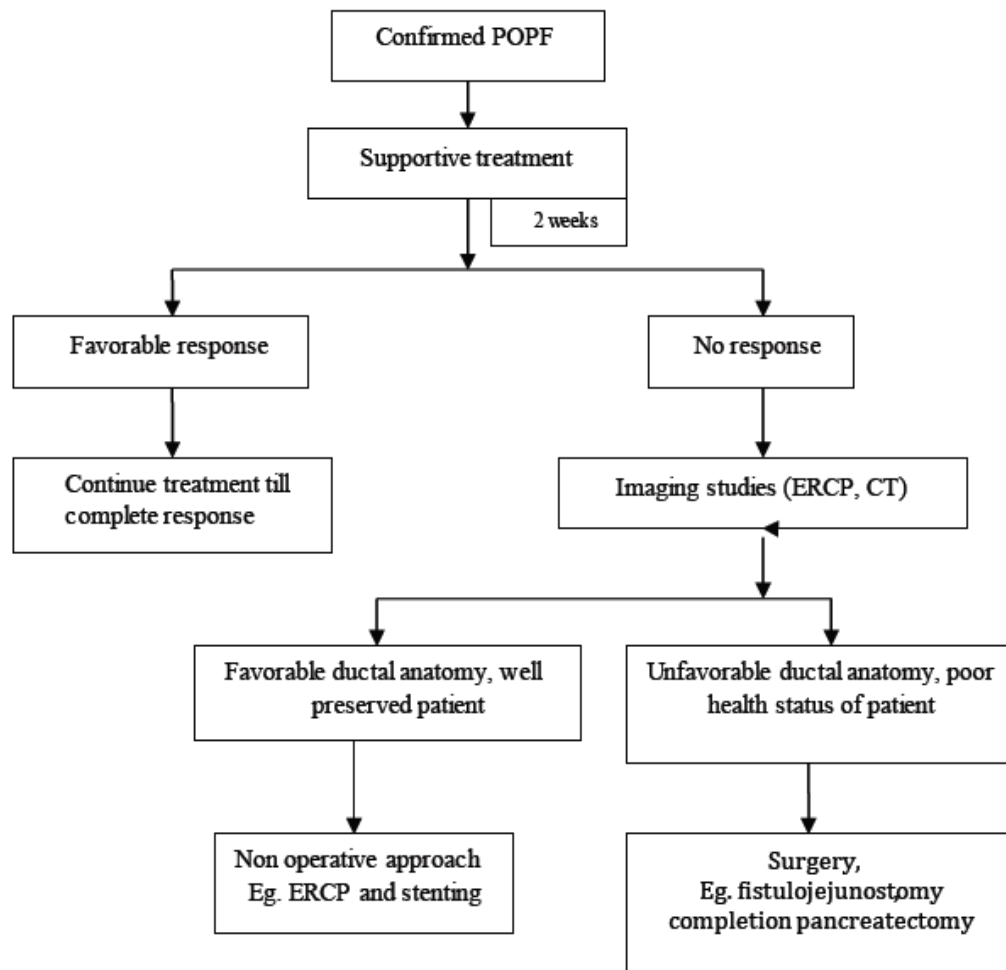 Confirmed POPF
Supportive treatment
2 weeks
Favorable response
No response
Continue treatment till
complete response
Imaging studies (ERCP, CT)
Favorable ductal anatomy, well
preserved patient
Unfavorable ductal anatomy, poor
health status of patient
Non operative approach
Eg. ERCP and stenting
Surgery,
Eg. fistulojejunostomy,
completion pancreatectomy